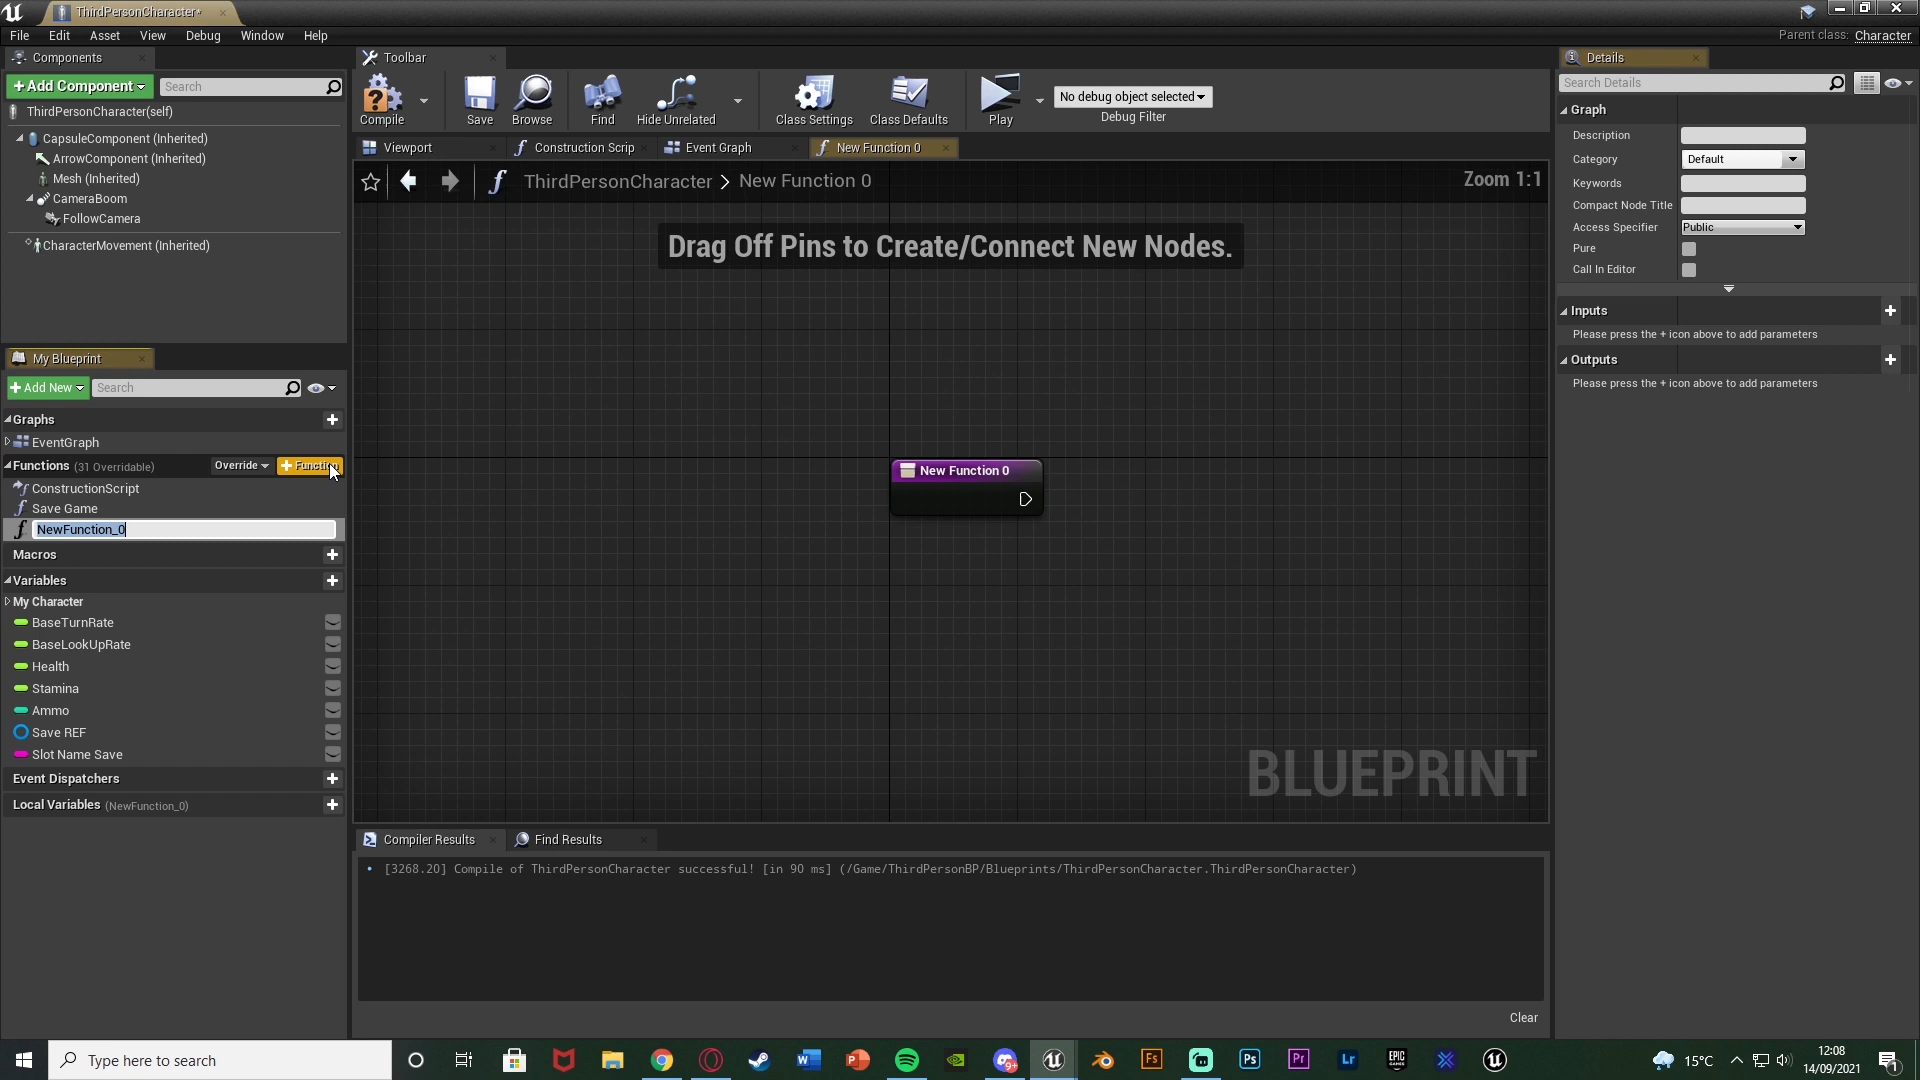 ThirdPersonCharacter*
File Edit Asset View Debug Window Help
Parent class: Character
Components
Toolbar
Details
+Add Component
Search
Compile
Save
Browse
Find
Hide Unrelated
Class Settings
Class Defaults
Play
No debug object selected
Debug Filter
Search Details
ThirdPersonCharacter(self)
CapsuleComponent (Inherited)
ArrowComponent (Inherited)
Mesh (Inherited)
CameraBoom
FollowCamera
CharacterMovement (Inherited)
Viewport
Construction Scrip
Event Graph
New Function 0
ThirdPersonCharacter > New Function 0
Zoom 1:1
Drag Off Pins to Create/Connect New Nodes.
New Function 0
BLUEPRINT
Graph
Description
Category
Default
Keywords
Compact Node Title
Access Specifier
Public
Pure
Call In Editor
Inputs
Please press the + icon above to add parameters
Outputs
Please press the + icon above to add parameters
My Blueprint
+Add New
Search
Graphs
EventGraph
Functions (31 Overridable)
Override
+ Function
ConstructionScript
Save Game
NewFunction_0
Macros
Variables
My Character
BaseTurnRate
BaseLookUpRate
Health
Stamina
Ammo
Save REF
Slot Name Save
Event Dispatchers
Local Variables (NewFunction_0)
Compiler Results
Find Results
[3268.20] Compile of ThirdPersonCharacter successful! [in 90 ms] (/Game/ThirdPersonBP/Blueprints/ThirdPersonCharacter.ThirdPersonCharacter)
Clear
Type here to search
W
P
9+
Fs
Ps
Pr
Lr
EPIC GAMES
15°C
12:08
14/09/2021
1